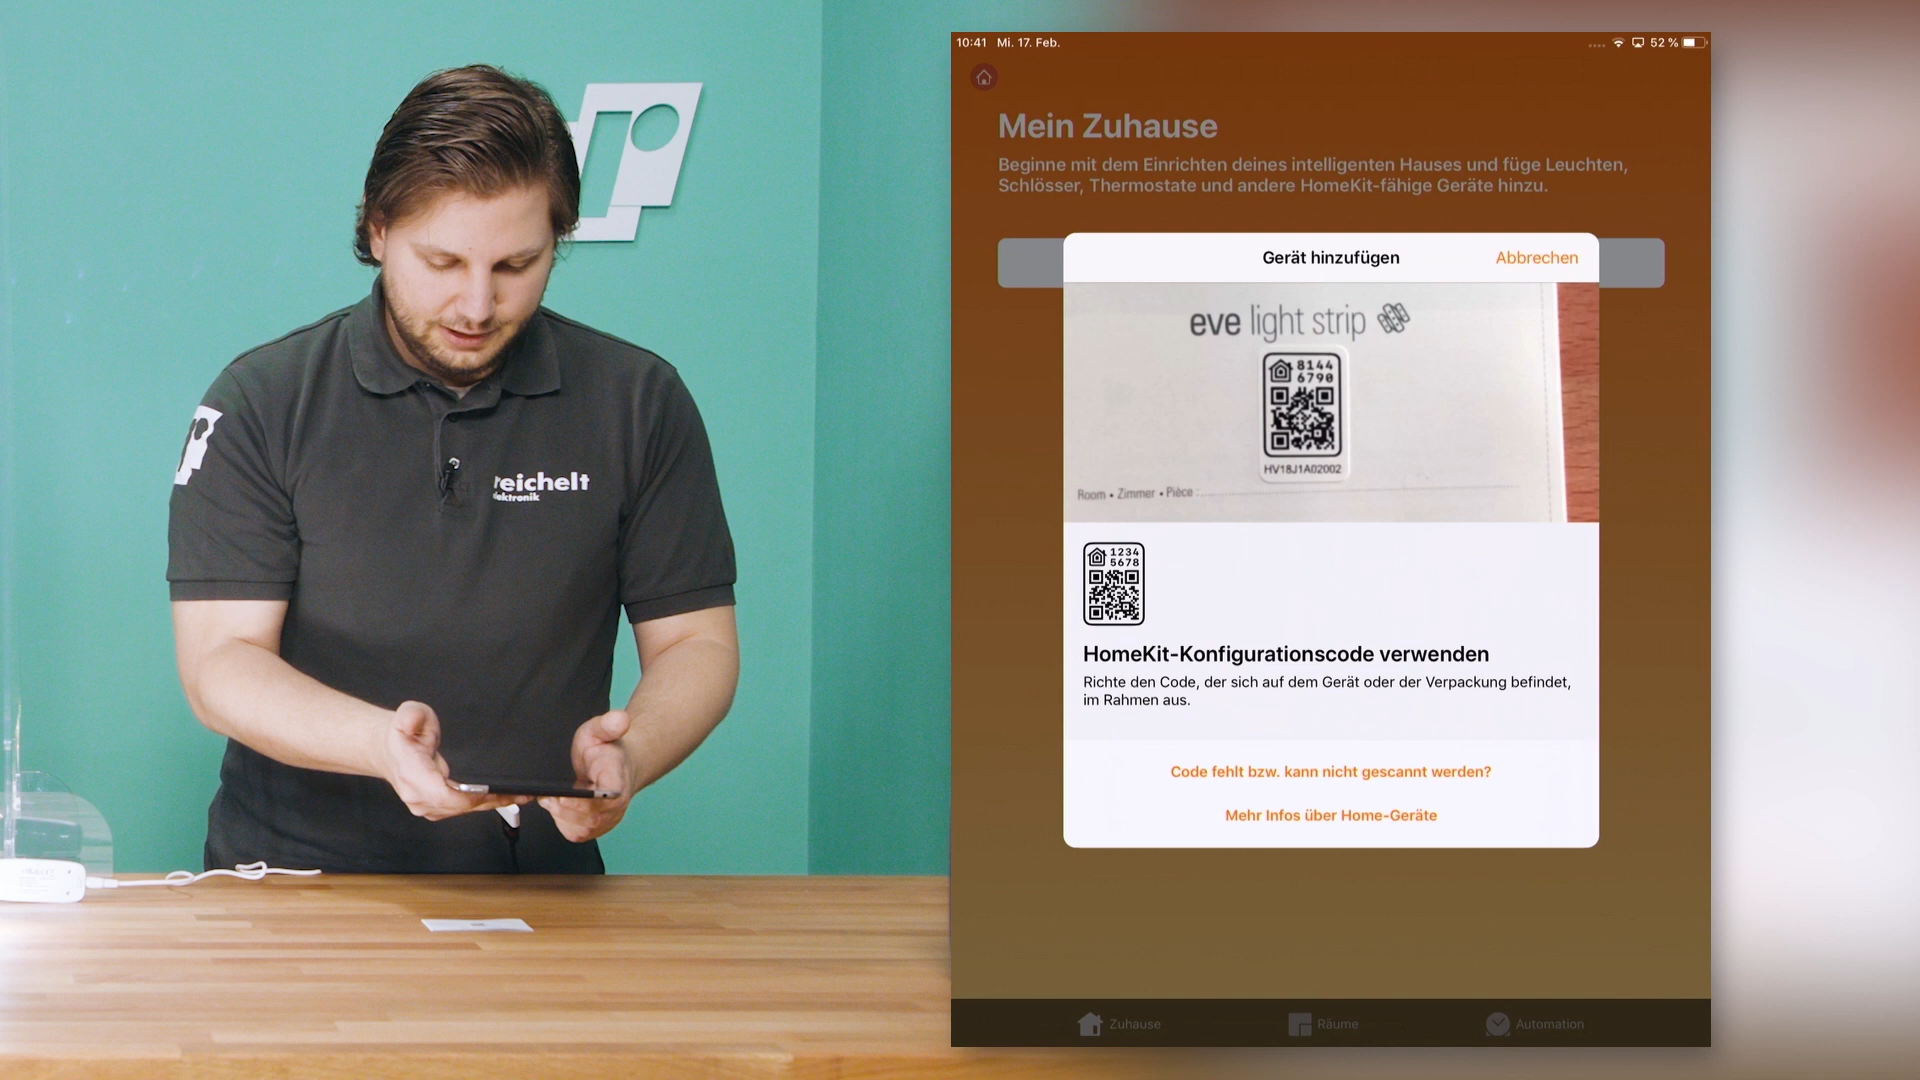 reichelt
elektronik
10:41 Mi. 17. Feb.
52 %
Mein Zuhause
Beginne mit dem Einrichten deines intelligenten Hauses und füge Leuchten,
Schlösser, Thermostate und andere HomeKit-fähige Geräte hinzu.
Gerät hinzufügen
Abbrechen
eve light strip
8144
6790
HV18J1A02002
Room • Zimmer • Pièce :
1234
5678
HomeKit-Konfigurationscode verwenden
Richte den Code, der sich auf dem Gerät oder der Verpackung befindet,
im Rahmen aus.
Code fehlt bzw. kann nicht gescannt werden?
Mehr Infos über Home-Geräte
Zuhause
Räume
Automation